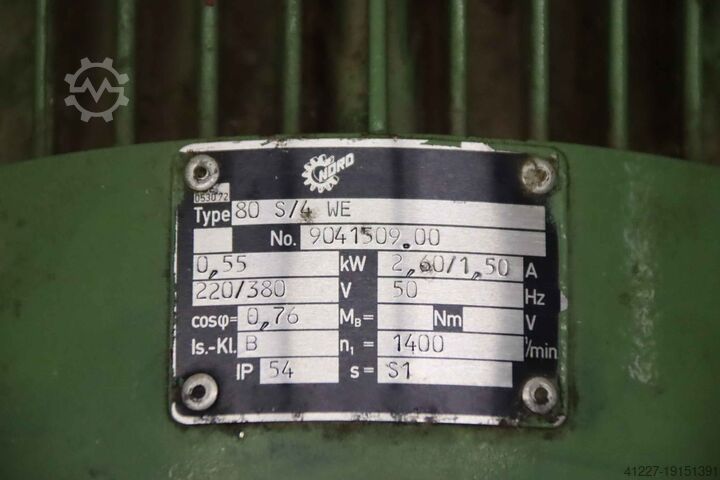 NORD
0530 72
Type 80 S/4 WE
No. 9041509.00
0,55 kW 2,60/1,50 A
220/380 V 50 Hz
cosφ= 0,76 MB= Nm V
Is.-Kl. B n1= 1400 1/min
IP 54 s= S1
41227-19151391